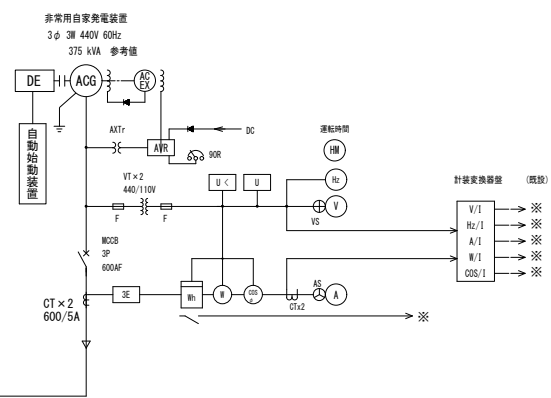 非常用自家発電装置
3φ 3W 440V 60Hz
375 kVA 参考値
DE
ACG
AC
EX
自動始動装置
AXTr
AVR
DC
90R
運転時間
HM
VT×2
440/110V
U <
U
Hz
V
VS
F
F
計装変換器盤 (既設)
V/I ※
Hz/I ※
A/I ※
W/I ※
COS/I ※
MCCB
3P
600AF
CT×2
600/5A
3E
Wh
W
COS
CTx2
AS
A
※